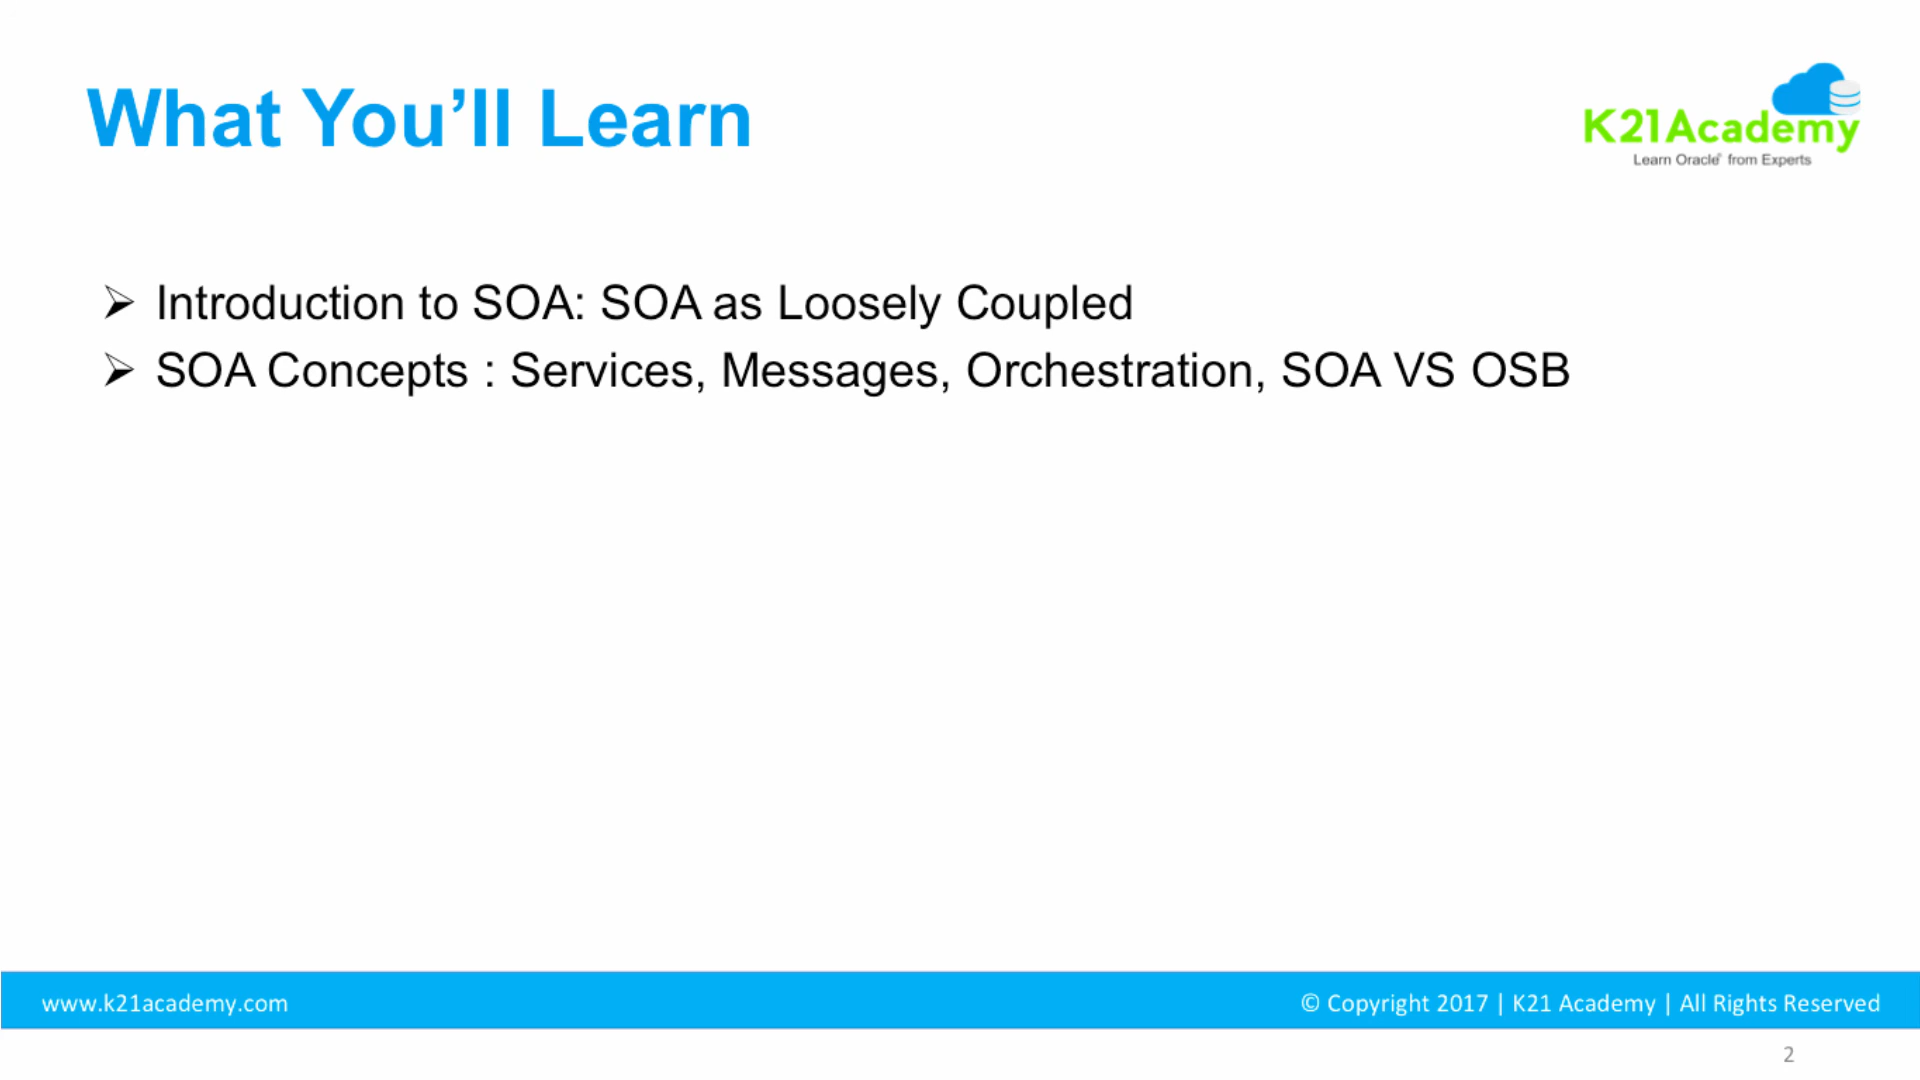 What You’ll Learn
K21Academy
Learn Oracle® from Experts
➢ Introduction to SOA: SOA as Loosely Coupled
➢ SOA Concepts : Services, Messages, Orchestration, SOA VS OSB
www.k21academy.com
© Copyright 2017 | K21 Academy | All Rights Reserved
2